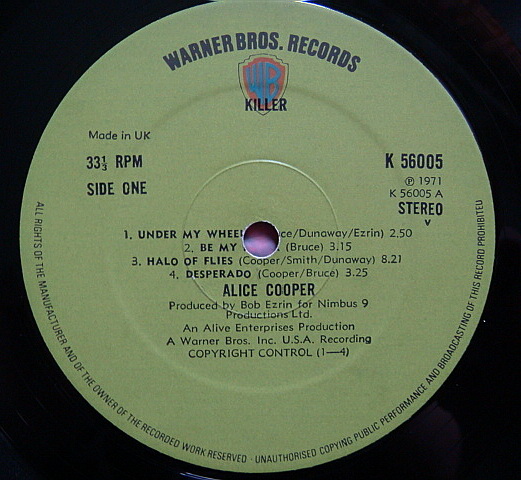 WARNER BROS. RECORDS
WB
KILLER
Made in UK
33⅓ RPM
SIDE ONE
K 56005
Ⓟ 1971
K 56005 A
STEREO
V
1. UNDER MY WHEEL ce/Dunaway/Ezrin) 2.50
2. BE MY (Bruce) 3.15
3. HALO OF FLIES (Cooper/Smith/Dunaway) 8.21
4. DESPERADO (Cooper/Bruce) 3.25
ALICE COOPER
Produced by Bob Ezrin for Nimbus 9
Productions Ltd.
An Alive Enterprises Production
A Warner Bros. Inc. U.S.A. Recording
COPYRIGHT CONTROL (1—4)
ALL RIGHTS OF THE MANUFACTURER AND OF THE OWNER OF THE RECORDED WORK RESERVED · UNAUTHORISED COPYING PUBLIC PERFORMANCE AND BROADCASTING OF THIS RECORD PROHIBITED